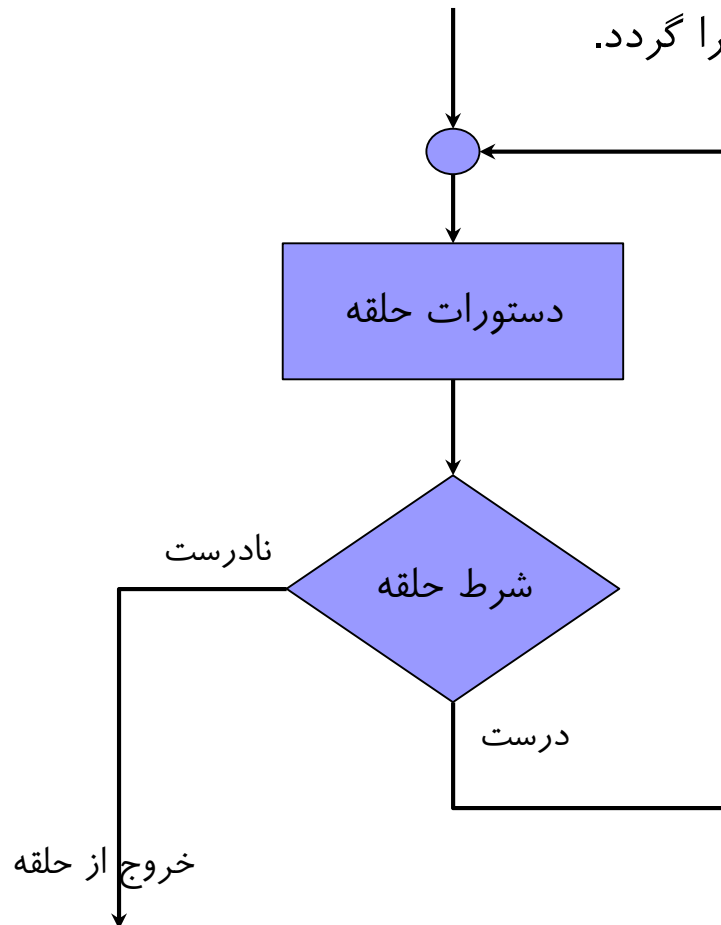 را گردد.
دستورات حلقه
شرط حلقه
نادرست
درست
خروج از حلقه